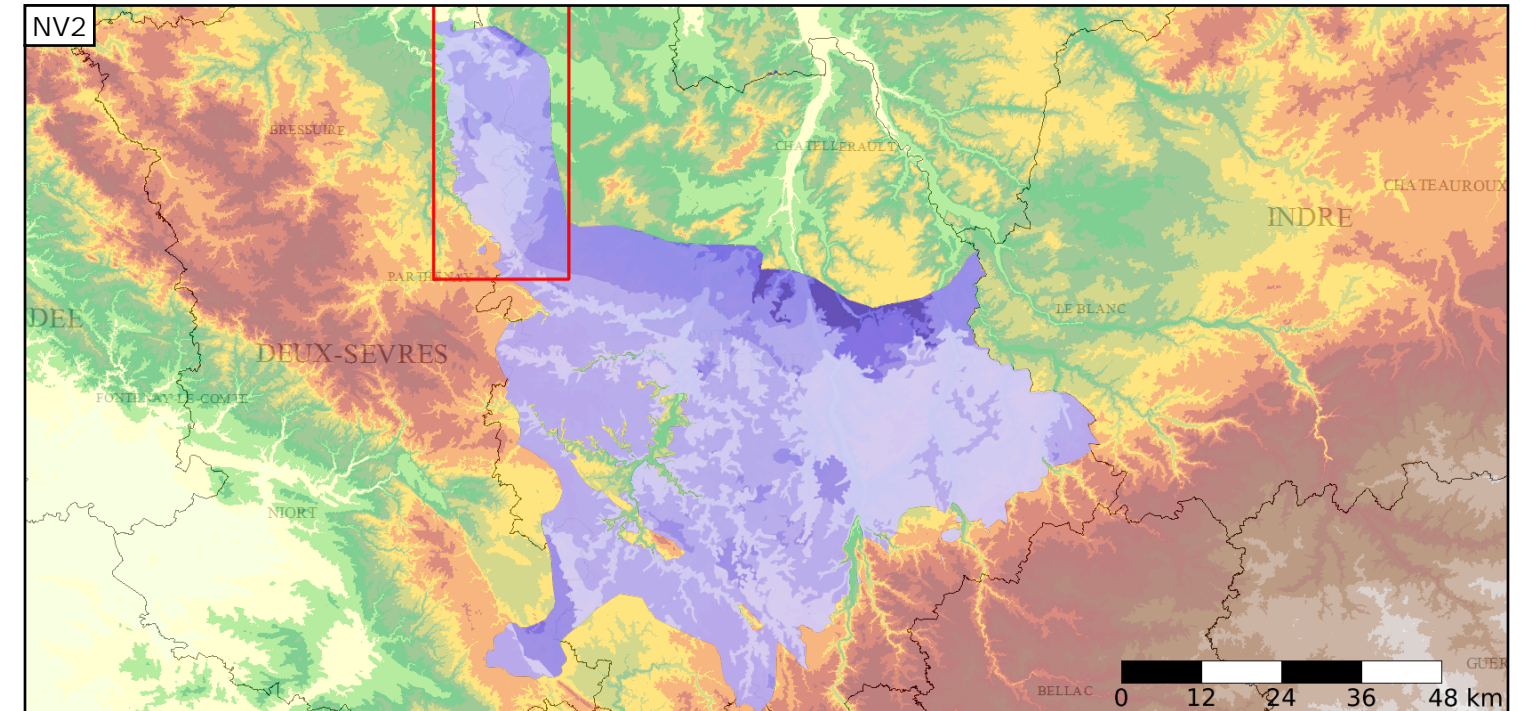 NV2
BRESSUIRE
CHATELLERAULT
CHATEAUROUX
INDRE
PARTHENAY
LE BLANC
DEE
DEUX-SEVRES
FONTENAY-LE-COMTE
NIORT
GUER
BELLAC
0 12 24 36 48 km